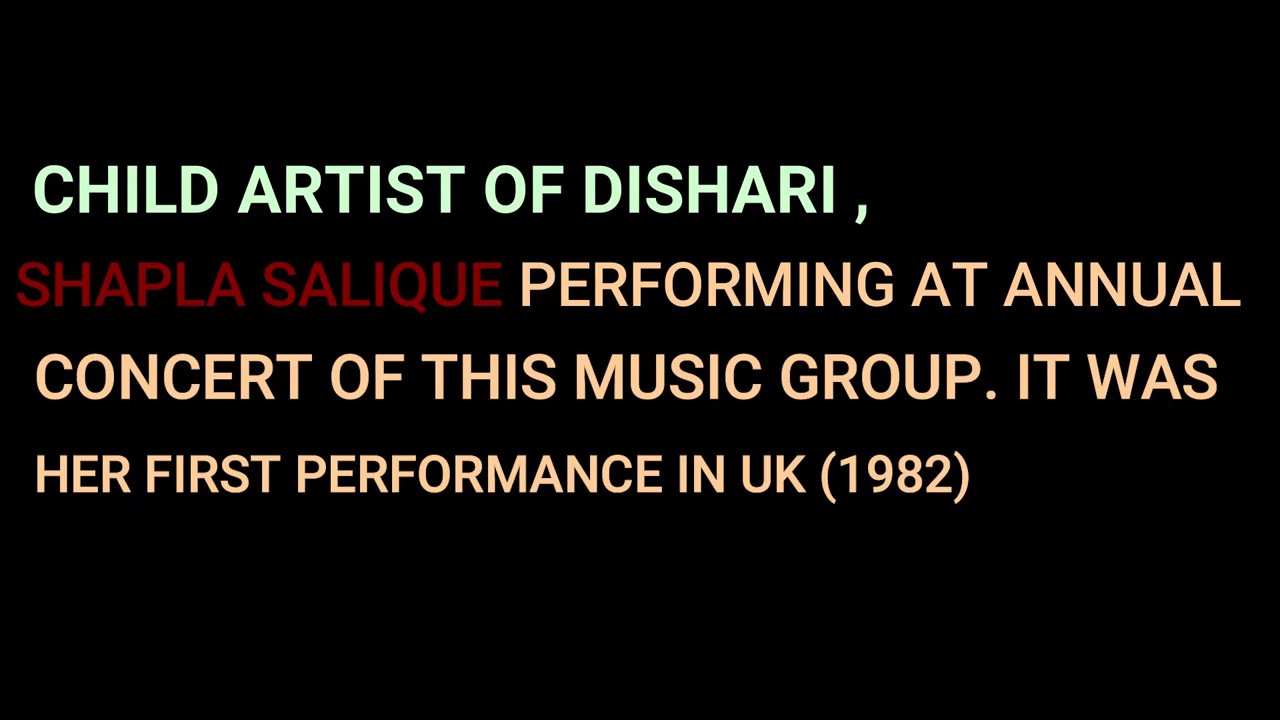 CHILD ARTIST OF DISHARI ,
SHAPLA SALIQUE PERFORMING AT ANNUAL
CONCERT OF THIS MUSIC GROUP. IT WAS
HER FIRST PERFORMANCE IN UK (1982)